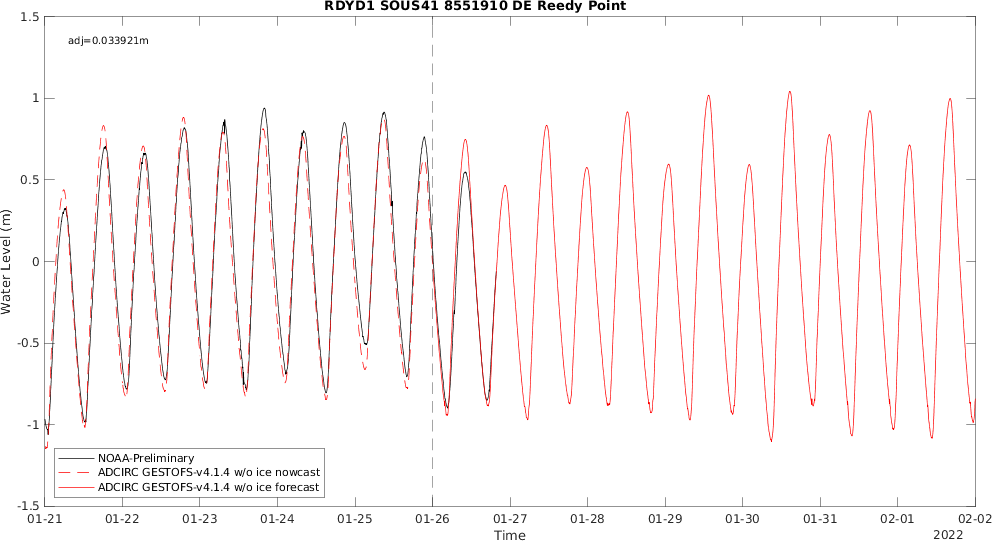 RDYD1 SOUS41 8551910 DE Reedy Point
adj=0.033921m
1.5
1
0.5
0
-0.5
-1
-1.5
Water Level (m)
NOAA-Preliminary
ADCIRC GESTOFS-v4.1.4 w/o ice nowcast
ADCIRC GESTOFS-v4.1.4 w/o ice forecast
01-21 01-22 01-23 01-24 01-25 01-26 01-27 01-28 01-29 01-30 01-31 02-01 02-02
Time
2022